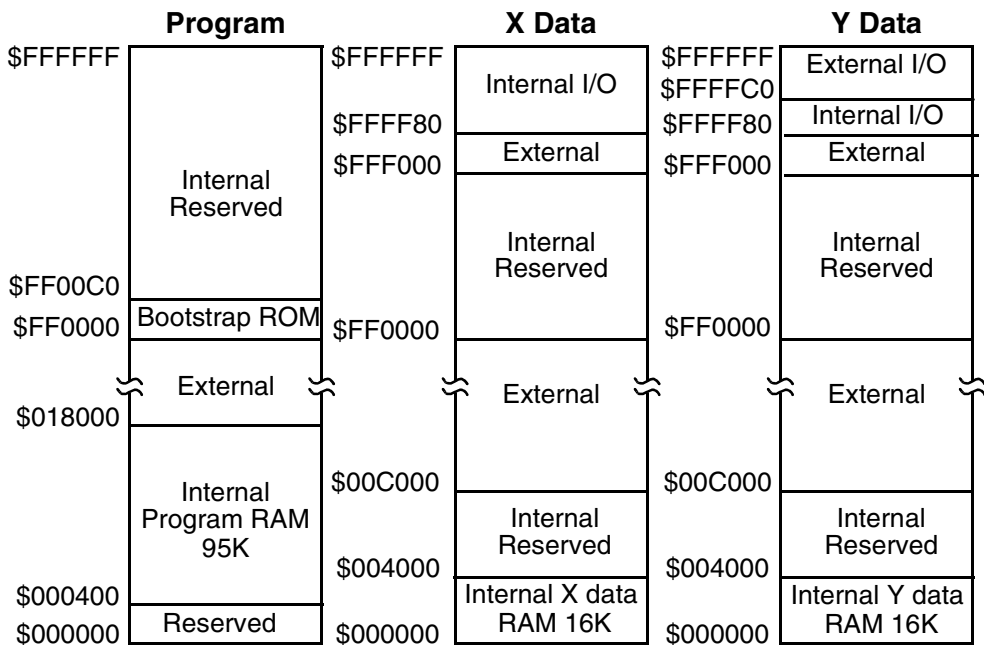 Program
$FFFFFF
Internal
Reserved
$FF00C0
Bootstrap ROM
$FF0000
External
$018000
Internal
Program RAM
95K
$000400
Reserved
$000000
X Data
$FFFFFF
Internal I/O
$FFFF80
External
$FFF000
Internal
Reserved
$FF0000
External
$00C000
Internal
Reserved
$004000
Internal X data
RAM 16K
$000000
Y Data
$FFFFFF
External I/O
$FFFFC0
Internal I/O
$FFFF80
External
$FFF000
Internal
Reserved
$FF0000
External
$00C000
Internal
Reserved
$004000
Internal Y data
RAM 16K
$000000